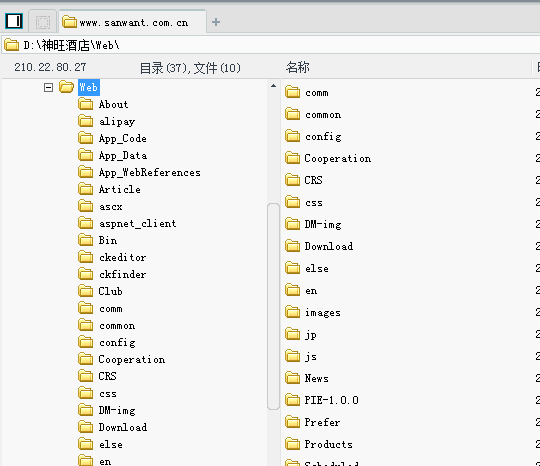 www.sanwant.com.cn
D:\神旺酒店\Web\
210.22.80.27 目录(37),文件(10) 名称
Web
About
alipay
App_Code
App_Data
App_WebReferences
Article
ascx
aspnet_client
Bin
ckeditor
ckfinder
Club
comm
common
config
Cooperation
CRS
css
DM-img
Download
else
en
comm
common
config
Cooperation
CRS
css
DM-img
Download
else
en
images
jp
js
News
PIE-1.0.0
Prefer
Products